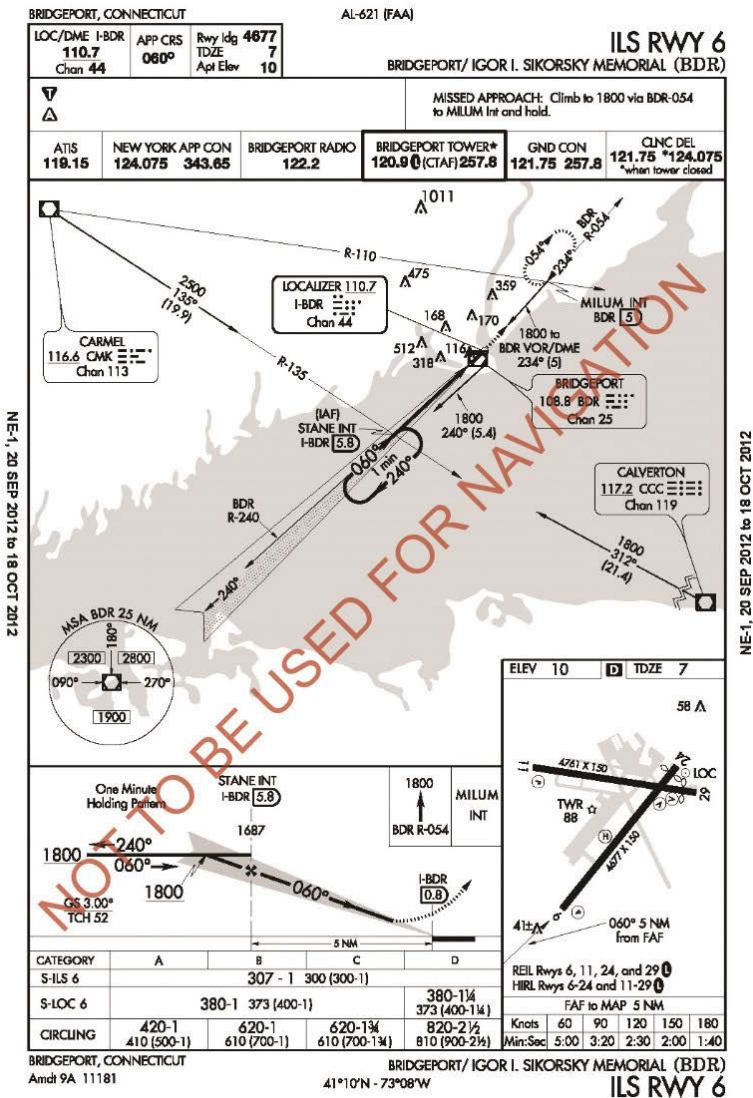 BRIDGEPORT, CONNECTICUT
AL-621 (FAA)
LOC/DME I-BDR
110.7
Chan 44
APP CRS
060°
Rwy ldg 4677
TDZE 7
Apt Elev 10
ILS RWY 6
BRIDGEPORT/ IGOR I. SIKORSKY MEMORIAL (BDR)
T
A
MISSED APPROACH: Climb to 1800 via BDR-054
to MILUM Int and hold.
ATIS
119.15
NEW YORK APP CON
124.075 343.65
BRIDGEPORT RADIO
122.2
BRIDGEPORT TOWER*
120.9 L (CTAF) 257.8
GND CON
121.75 257.8
CLNC DEL
121.75 *124.075
*when tower closed
1011
R-110
BDR
R-054
054°
234°
2500
135°
(19.9)
LOCALIZER 110.7
I-BDR
Chan 44
475
359
168
170
512
318
116
MILUM INT
BDR 5
1800 to
BDR VOR/DME
234° (5)
CARMEL
116.6 CMK
Chan 113
R-135
BRIDGEPORT
108.8 BDR
Chan 25
(IAF)
STANE INT
I-BDR 5.8
1800
240° (5.4)
060°
1 min
240°
CALVERTON
117.2 CCC
Chan 119
BDR
R-240
240°
1800
312°
(21.4)
MSA BDR 25 NM
180°
2300
2800
090°
270°
1900
NOT TO BE USED FOR NAVIGATION
NE-1, 20 SEP 2012 to 18 OCT 2012
NE-1, 20 SEP 2012 to 18 OCT 2012
ELEV 10
D
TDZE 7
58
11
4761 X 150
24
LOC
29
TWR
88
H
4677 X 150
6
41±
060° 5 NM
from FAF
REIL Rwys 6, 11, 24, and 29 L
HIRL Rwys 6-24 and 11-29 L
FAF to MAP 5 NM
Knots 60 90 120 150 180
Min:Sec 5:00 3:20 2:30 2:00 1:40
One Minute
Holding Pattern
STANE INT
I-BDR 5.8
1687
1800
BDR R-054
MILUM
INT
240°
1800
060°
1800
060°
GS 3.00°
TCH 52
I-BDR
0.8
5 NM
CATEGORY A B C D
S-ILS 6 307-1 300 (300-1)
S-LOC 6 380-1 373 (400-1) 380-1¼ 373 (400-1¼)
CIRCLING 420-1 410 (500-1) 620-1 610 (700-1) 620-1¾ 610 (700-1¾) 820-2½ 810 (900-2½)
BRIDGEPORT, CONNECTICUT
Amdt 9A 11181
41°10'N - 73°08'W
BRIDGEPORT/ IGOR I. SIKORSKY MEMORIAL (BDR)
ILS RWY 6